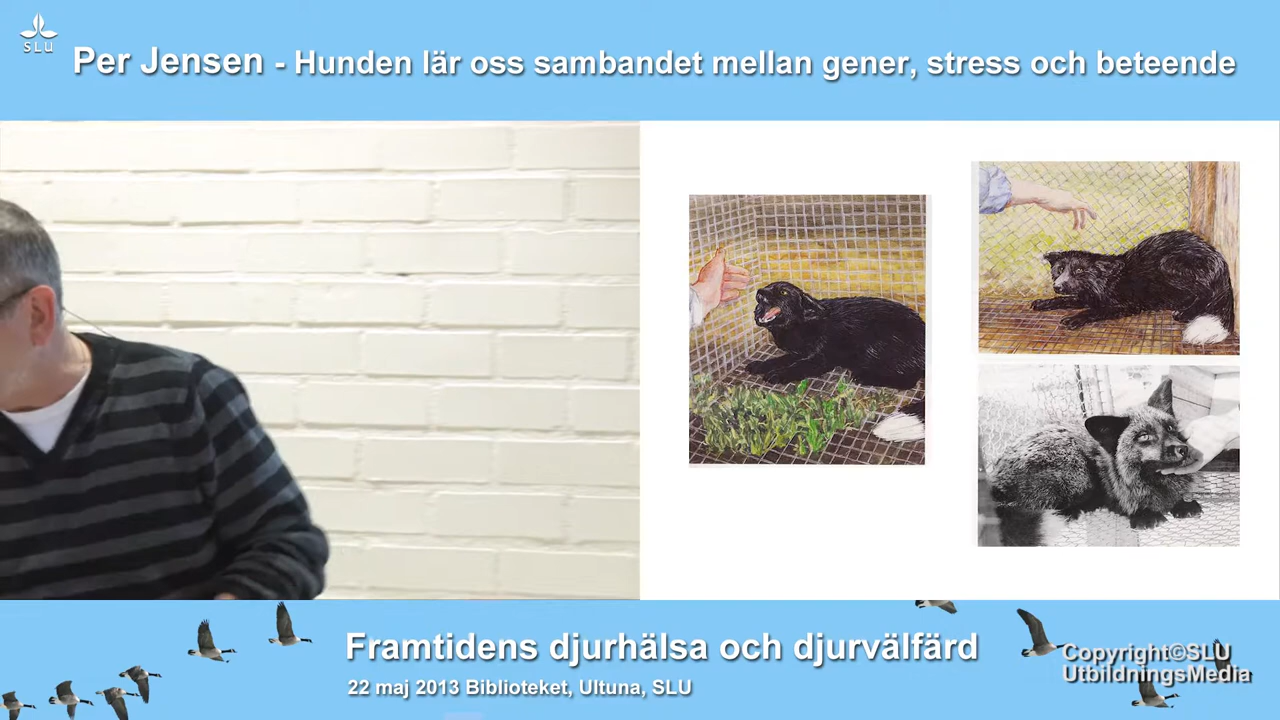 SLU
Per Jensen - Hunden lär oss sambandet mellan gener, stress och beteende
Framtidens djurhälsa och djurvälfärd
22 maj 2013 Biblioteket, Ultuna, SLU
Copyright©SLU
UtbildningsMedia